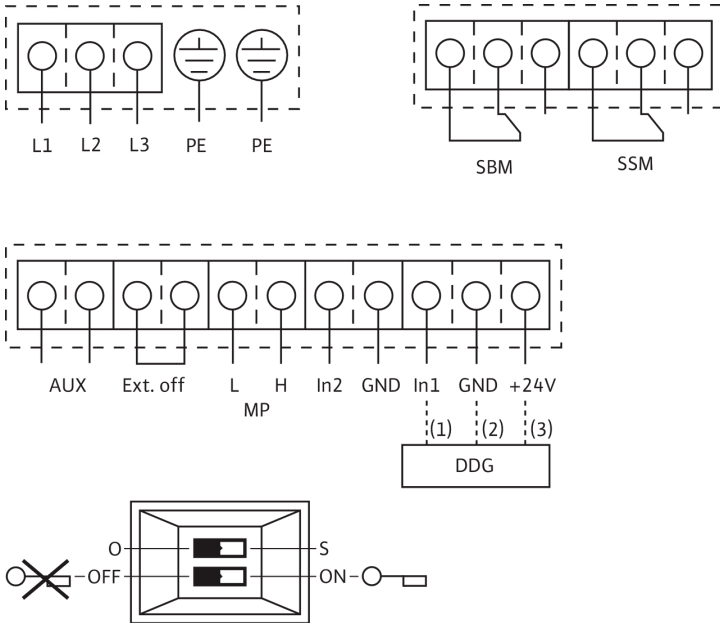 L1 L2 L3 PE PE
SBM SSM
AUX Ext. off L H In2 GND In1 GND +24V
MP
(1) (2) (3)
DDG
O S
OFF ON